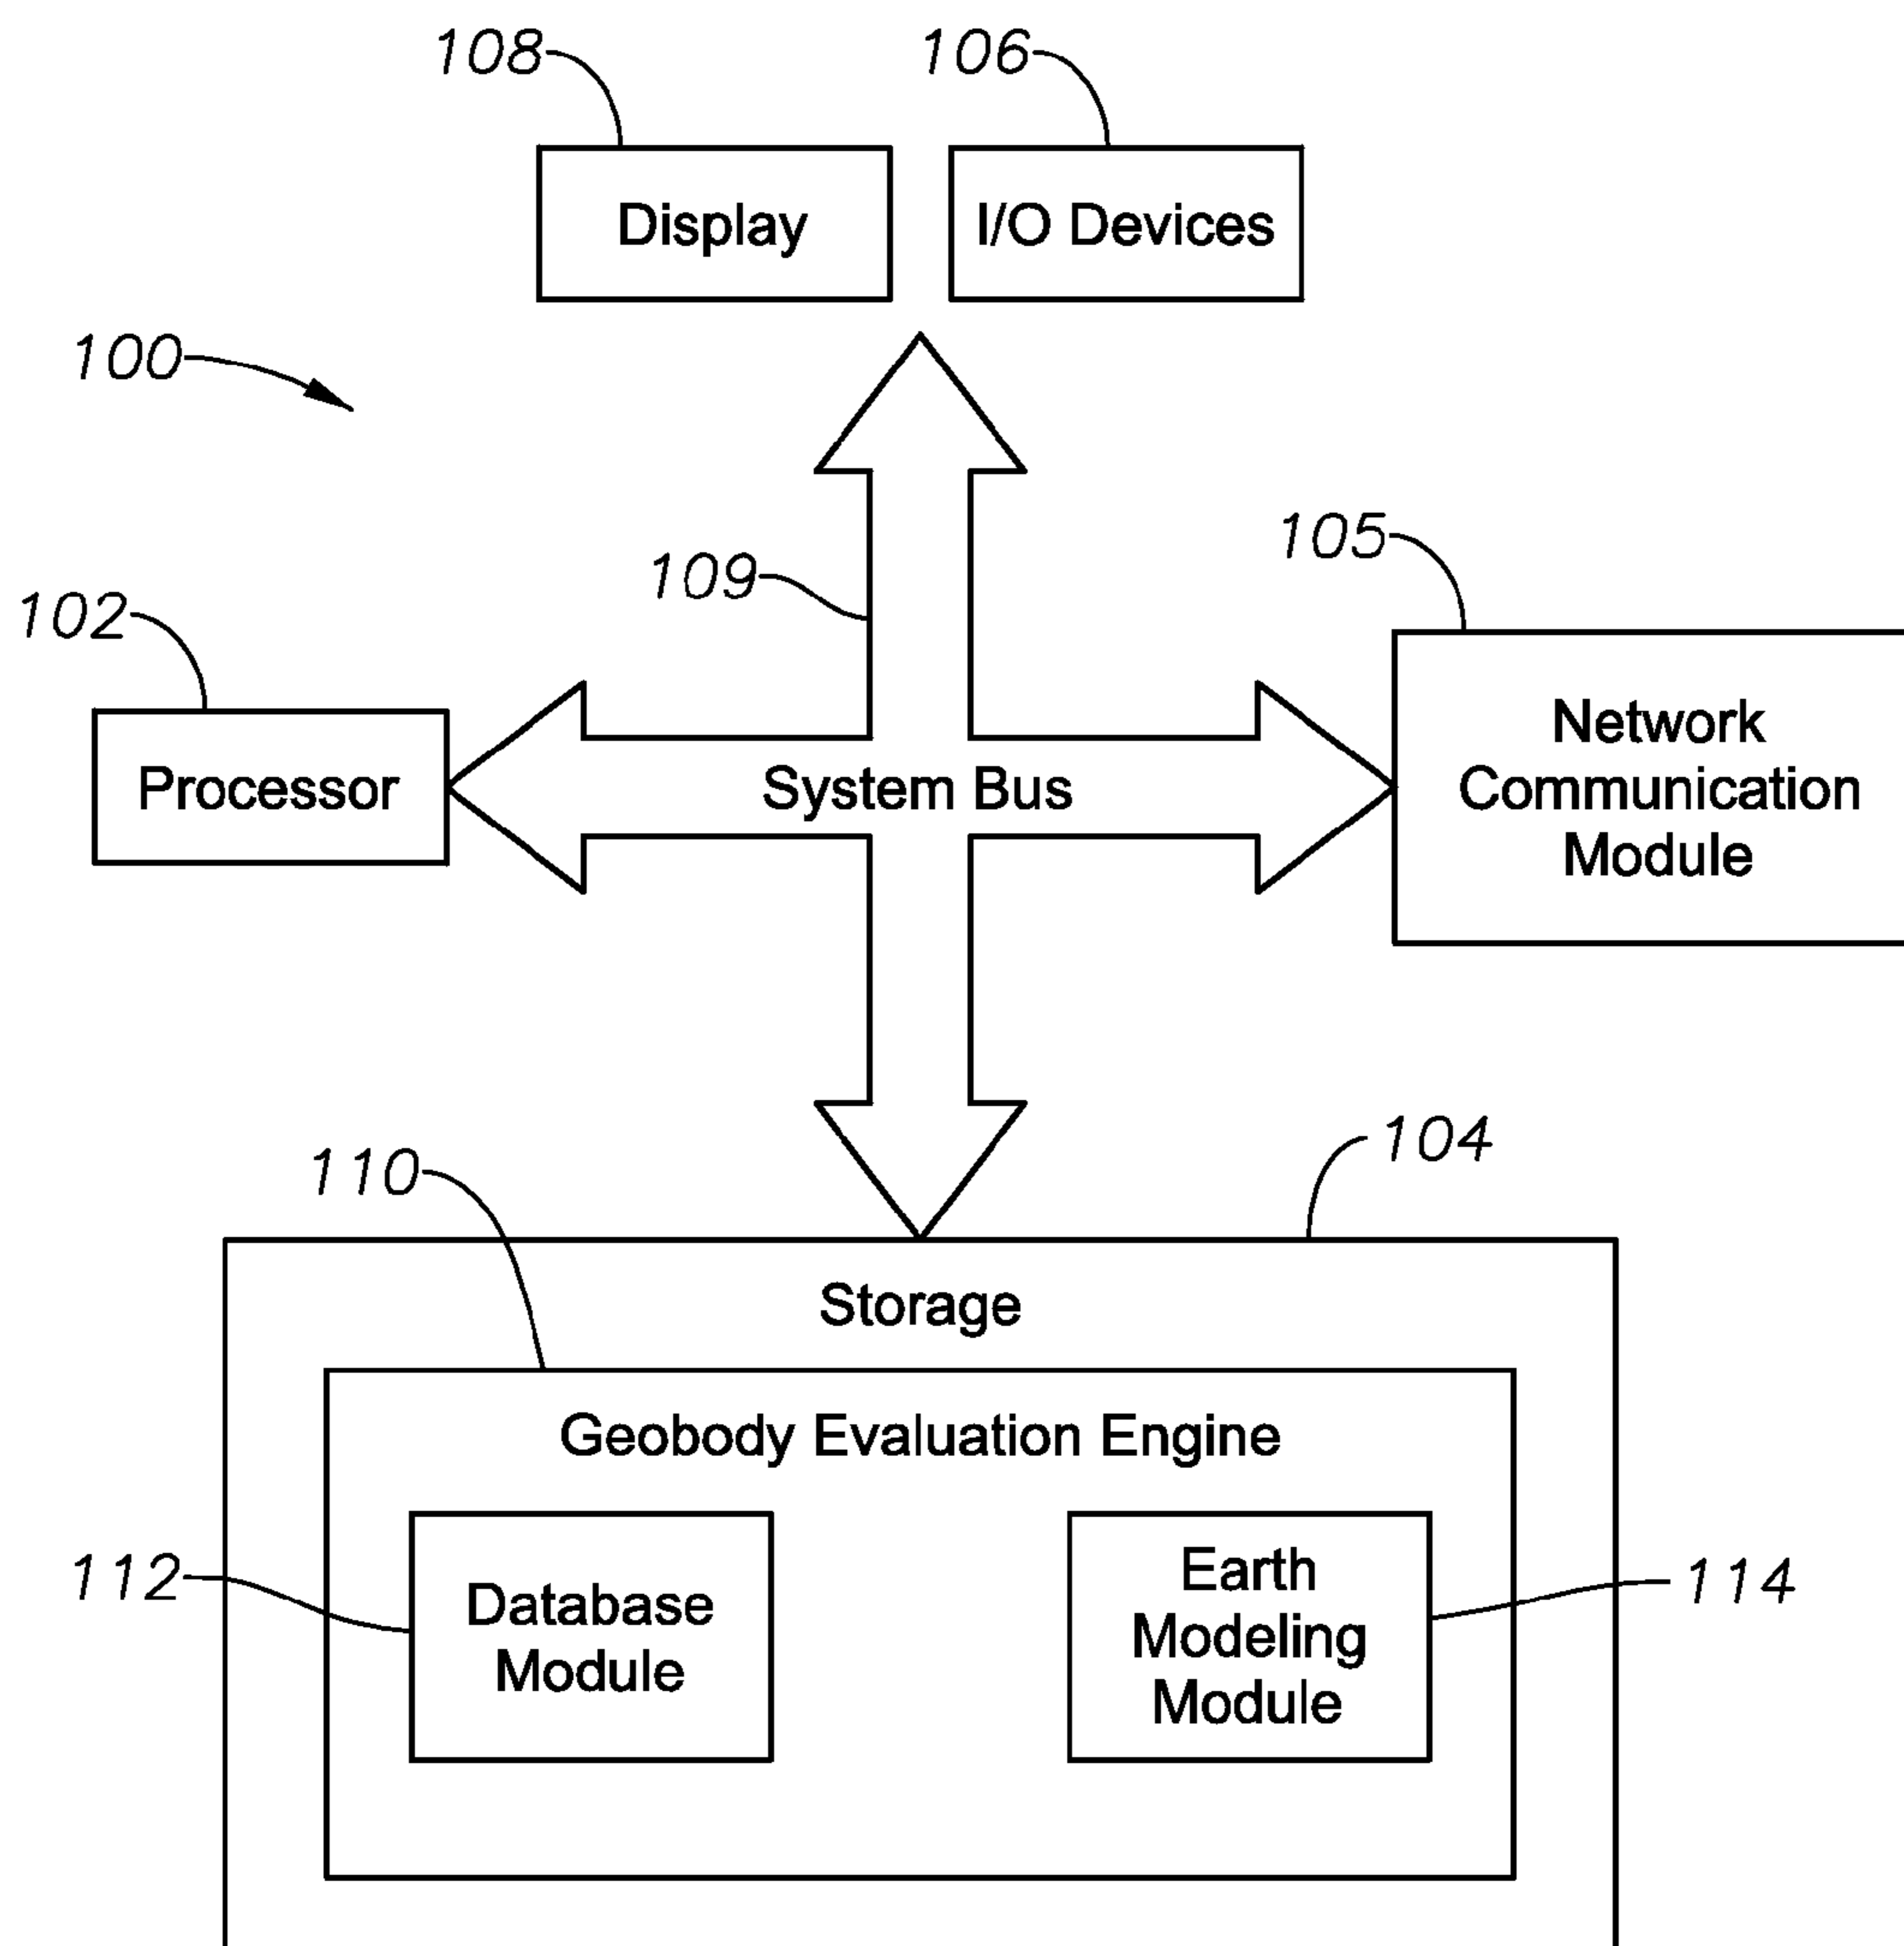 108
106
Display
I/O Devices
100
105
109
102
Network
Communication
Module
Processor
System Bus
104
110
Storage
Geobody Evaluation Engine
112
Database
Module
Earth
Modeling
Module
114